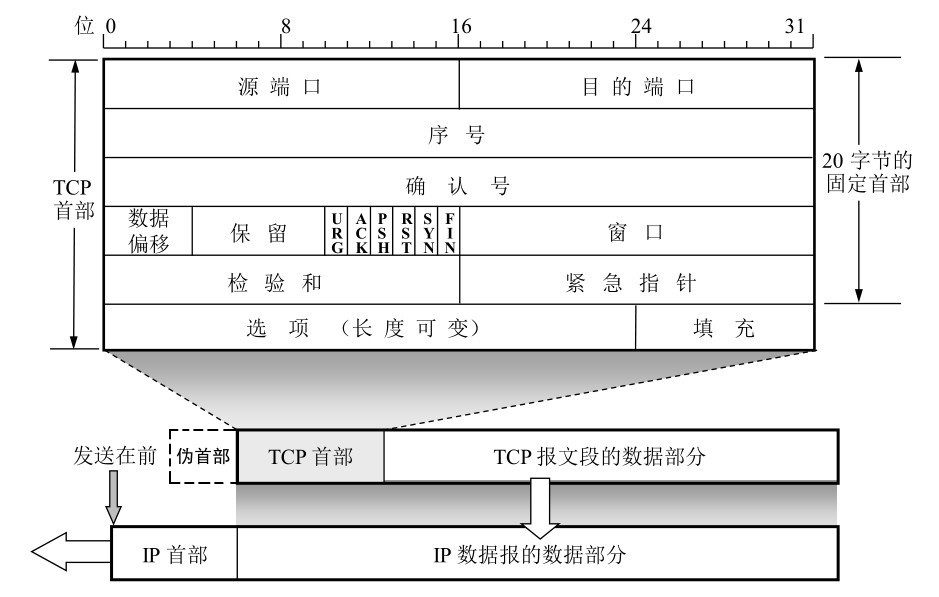 位 0 8 16 24 31
源 端 口 目 的 端 口
序 号
TCP
首部
20 字节的
固定首部
确 认 号
数据
偏移
保 留
URG
ACK
PSH
RST
SYN
FIN
窗 口
检 验 和 紧 急 指 针
选 项 (长 度 可 变) 填 充
发送在前
伪首部 TCP 首部 TCP 报文段的数据部分
IP 首部 IP 数据报的数据部分